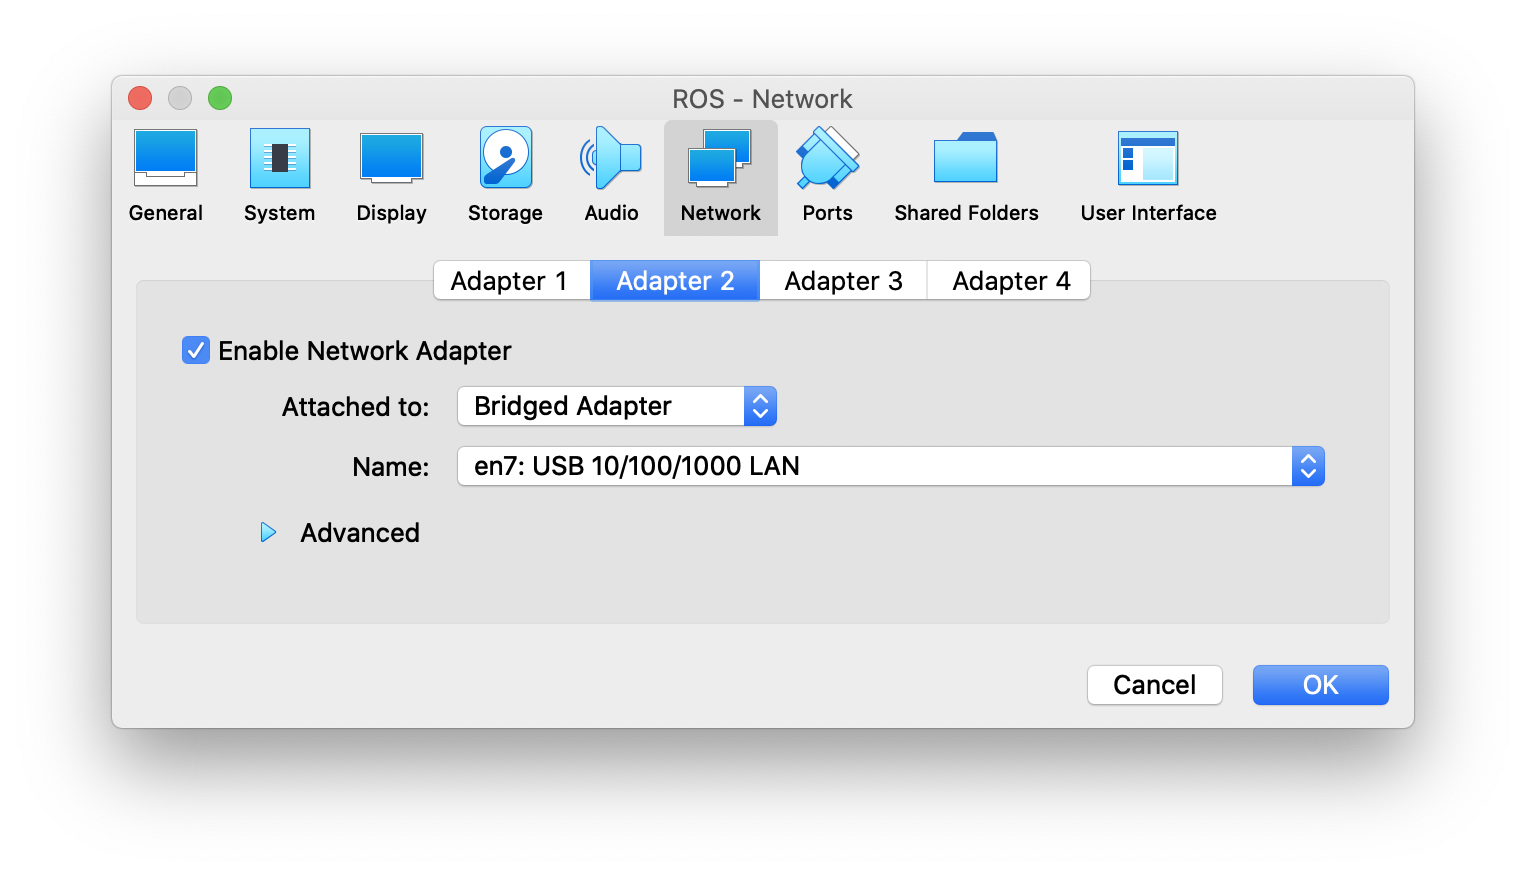 ROS - Network
General System Display Storage Audio Network Ports Shared Folders User Interface
Adapter 1 Adapter 2 Adapter 3 Adapter 4
Enable Network Adapter
Attached to: Bridged Adapter
Name: en7: USB 10/100/1000 LAN
Advanced
Cancel OK